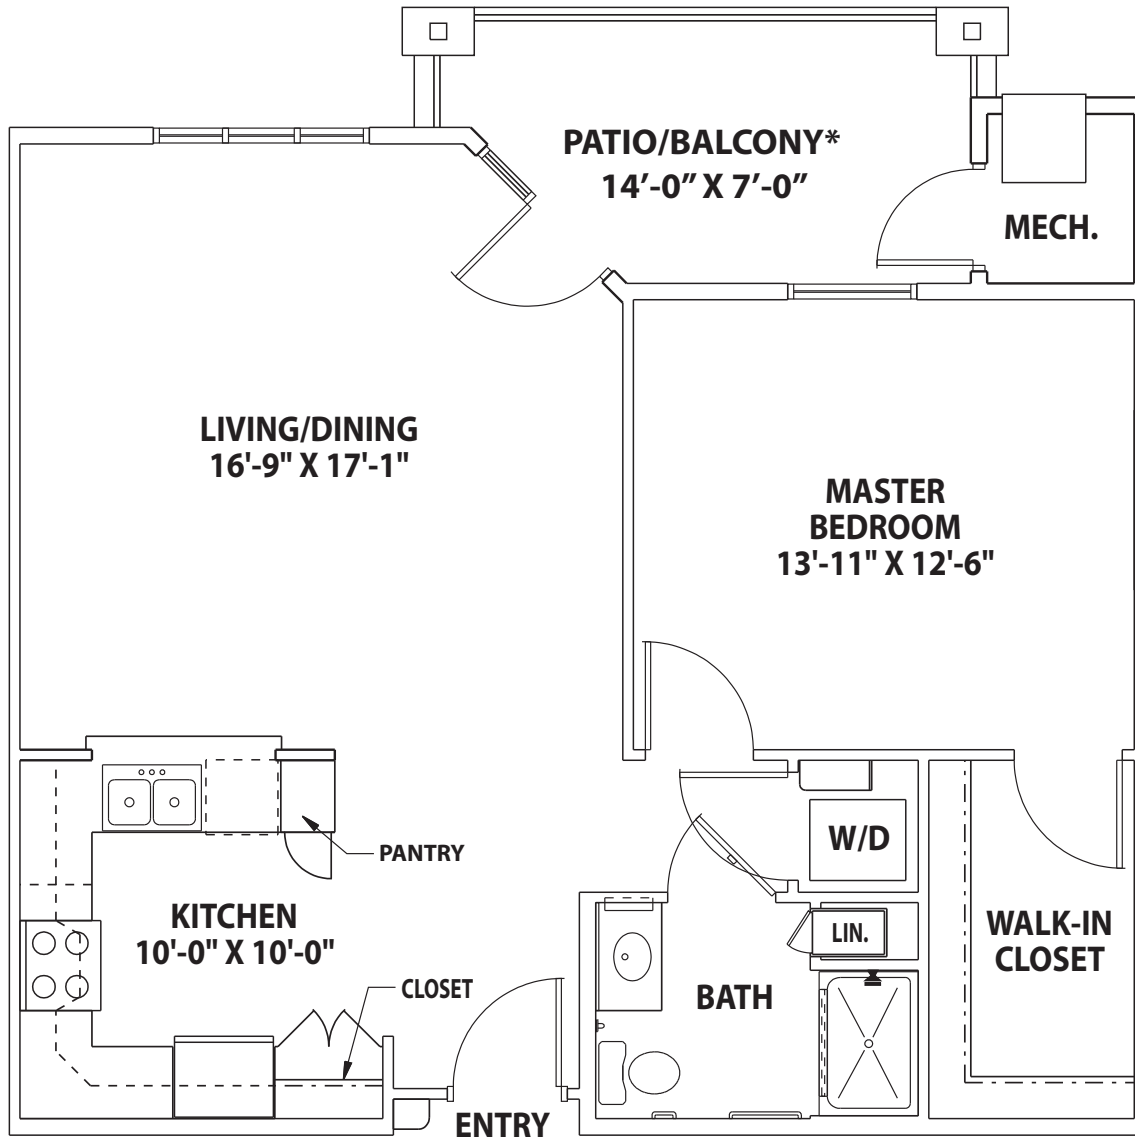 PATIO/BALCONY*
14’-0” X 7’-0”
MECH.
LIVING/DINING
16'-9" X 17'-1"
MASTER
BEDROOM
13'-11" X 12'-6"
PANTRY
W/D
KITCHEN
10'-0" X 10'-0"
LIN.
WALK-IN
CLOSET
CLOSET
BATH
ENTRY